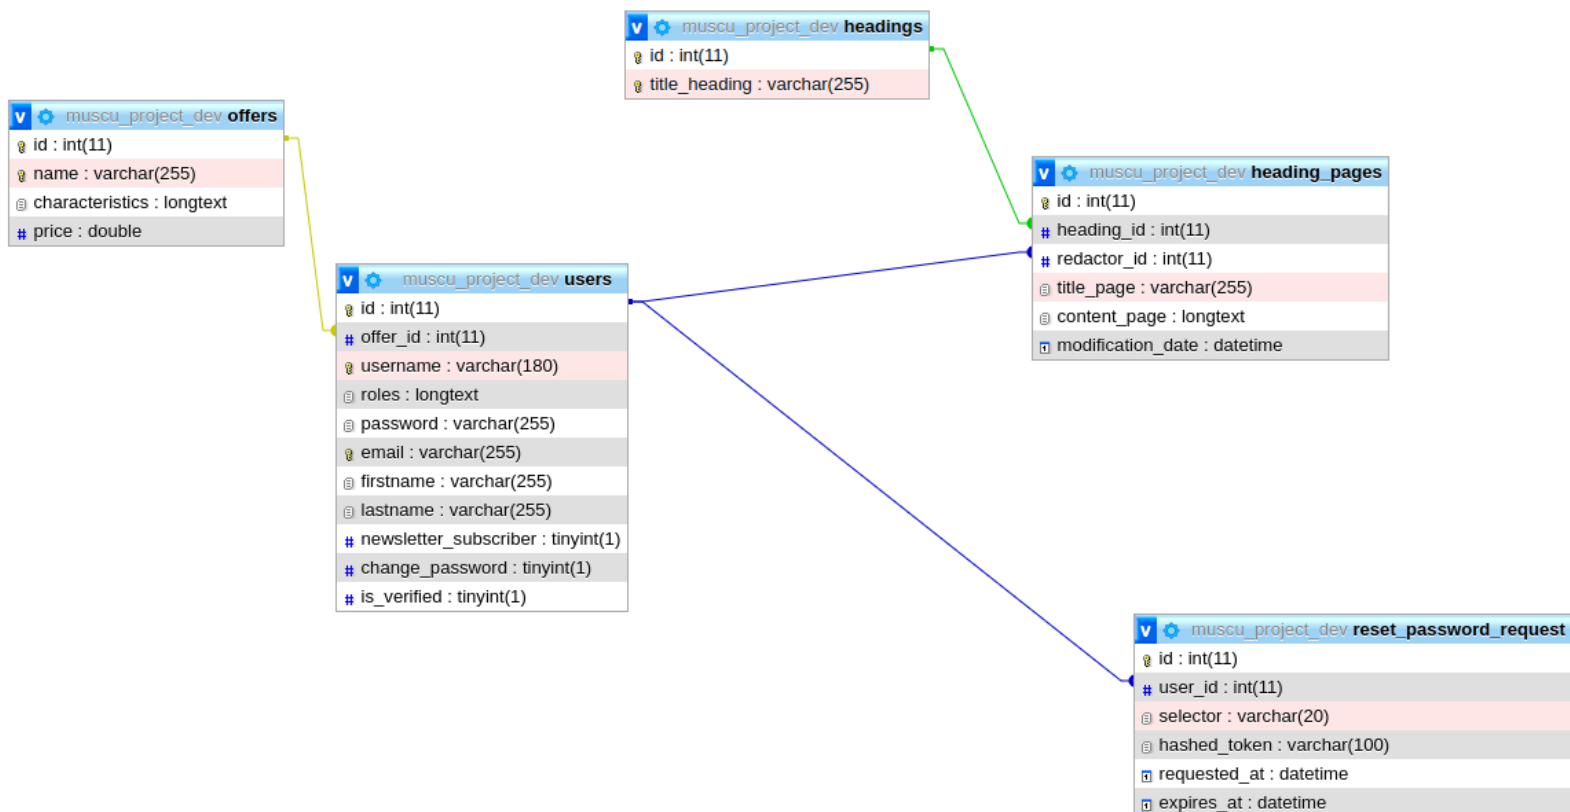 v muscu_project_dev headings
id : int(11)
title_heading : varchar(255)
v muscu_project_dev offers
id : int(11)
name : varchar(255)
characteristics : longtext
# price : double
v muscu_project_dev heading_pages
id : int(11)
# heading_id : int(11)
# redactor_id : int(11)
title_page : varchar(255)
content_page : longtext
modification_date : datetime
v muscu_project_dev users
id : int(11)
# offer_id : int(11)
username : varchar(180)
roles : longtext
password : varchar(255)
email : varchar(255)
firstname : varchar(255)
lastname : varchar(255)
# newsletter_subscriber : tinyint(1)
# change_password : tinyint(1)
# is_verified : tinyint(1)
v muscu_project_dev reset_password_request
id : int(11)
# user_id : int(11)
selector : varchar(20)
hashed_token : varchar(100)
requested_at : datetime
expires_at : datetime